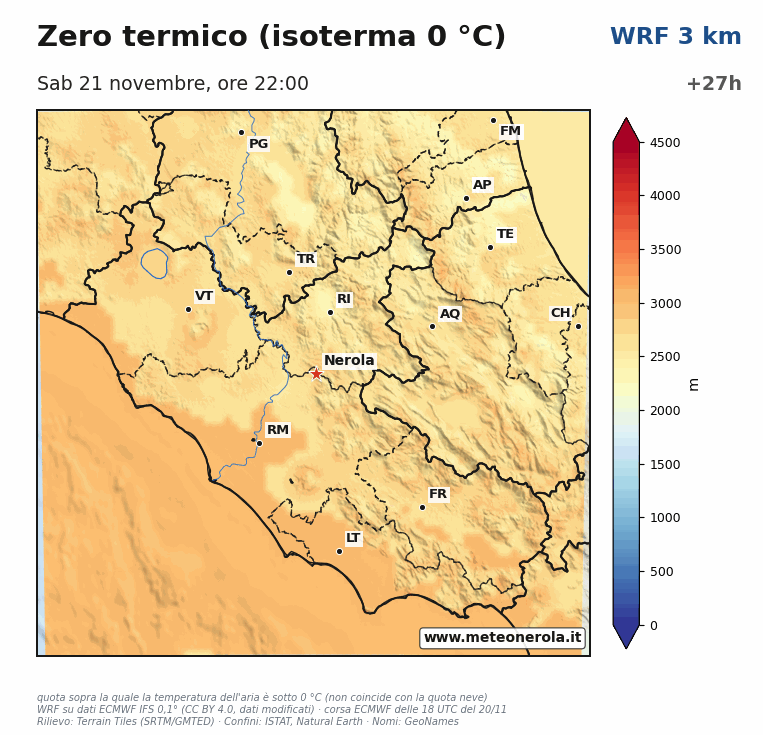 Zero termico (isoterma 0 °C)
WRF 3 km
Sab 21 novembre, ore 22:00
+27h
FM
PG
AP
TE
TR
VT
RI
AQ
CH
Nerola
RM
FR
LT
www.meteonerola.it
4500
4000
3500
3000
2500
2000
1500
1000
500
0
m
quota sopra la quale la temperatura dell'aria è sotto 0 °C (non coincide con la quota neve)
WRF su dati ECMWF IFS 0,1° (CC BY 4.0, dati modificati) · corsa ECMWF delle 18 UTC del 20/11
Rilievo: Terrain Tiles (SRTM/GMTED) · Confini: ISTAT, Natural Earth · Nomi: GeoNames